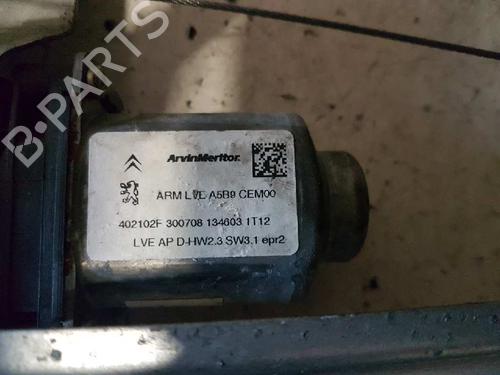 B-PARTS
ArvinMeritor.
ARM LVE A5B9 CEM00
402102F 300708 134603 1T12
LVE AP D-HW2.3 SW3.1 epr2